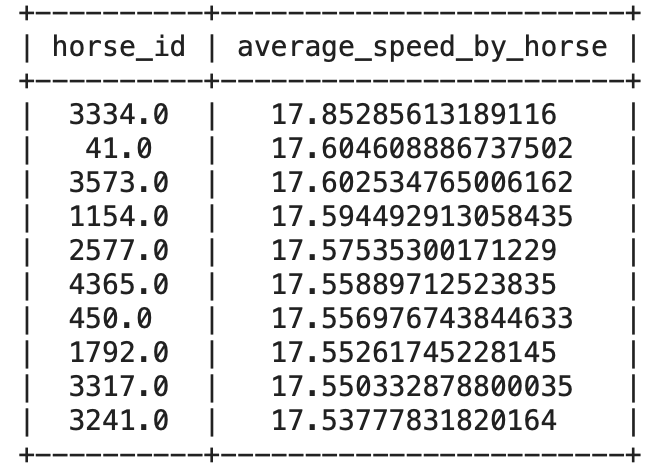 +----------+-----------------------+
| horse_id | average_speed_by_horse |
+----------+-----------------------+
| 3334.0 | 17.85285613189116 |
| 41.0 | 17.604608886737502 |
| 3573.0 | 17.602534765006162 |
| 1154.0 | 17.594492913058435 |
| 2577.0 | 17.57535300171229 |
| 4365.0 | 17.55889712523835 |
| 450.0 | 17.556976743844633 |
| 1792.0 | 17.55261745228145 |
| 3317.0 | 17.550332878800035 |
| 3241.0 | 17.53777831820164 |
+----------+-----------------------+